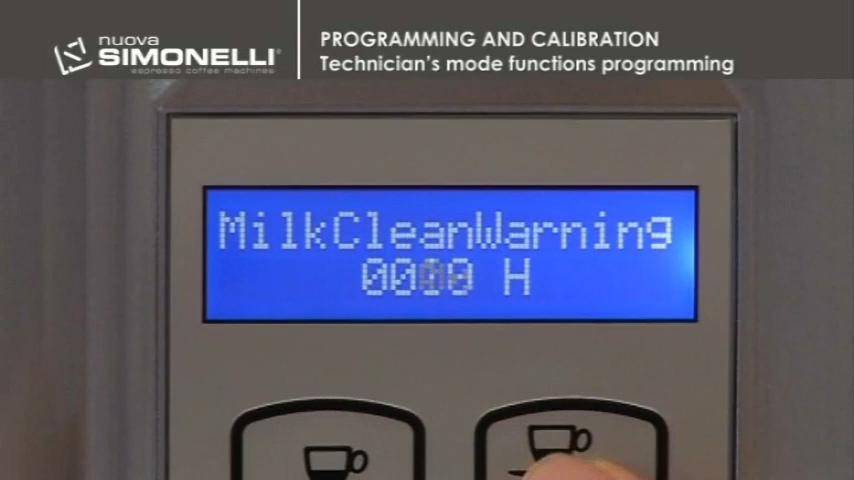 nuova
SIMONELLI
espresso coffee machines
PROGRAMMING AND CALIBRATION
Technician's mode functions programming
MilkCleanWarning
H